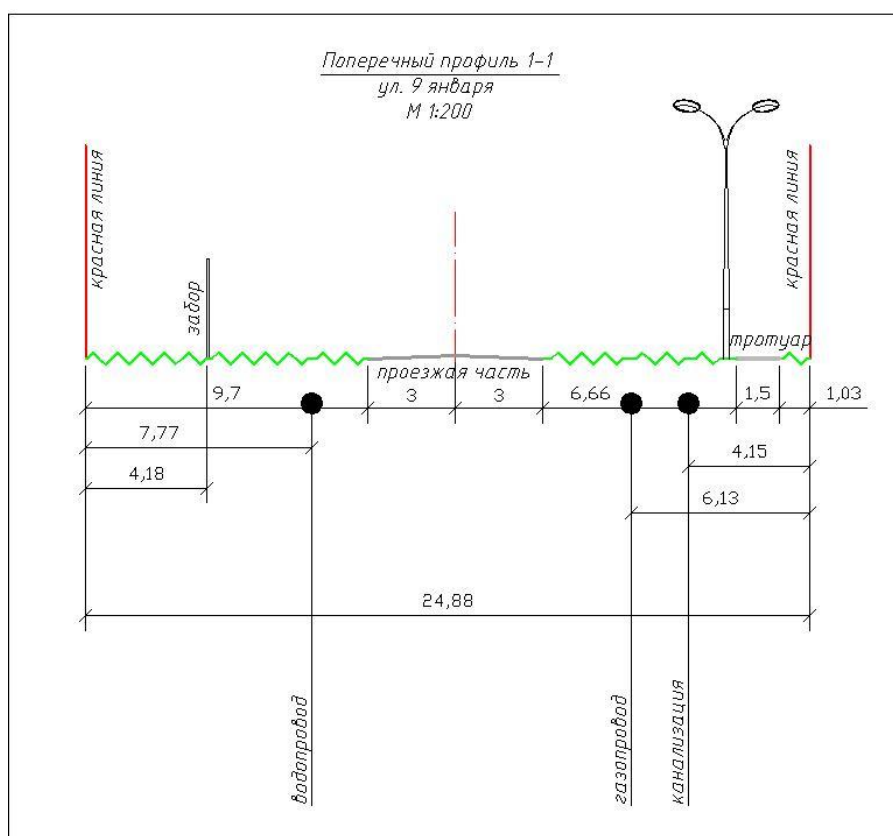 Поперечный профиль 1-1
ул. 9 января
М 1:200
красная линия
забор
красная линия
тротуар
проезжая часть
9,7
3
3
6,66
1,5
1,03
7,77
4,15
4,18
6,13
24,88
водопровод
газопровод
канализация